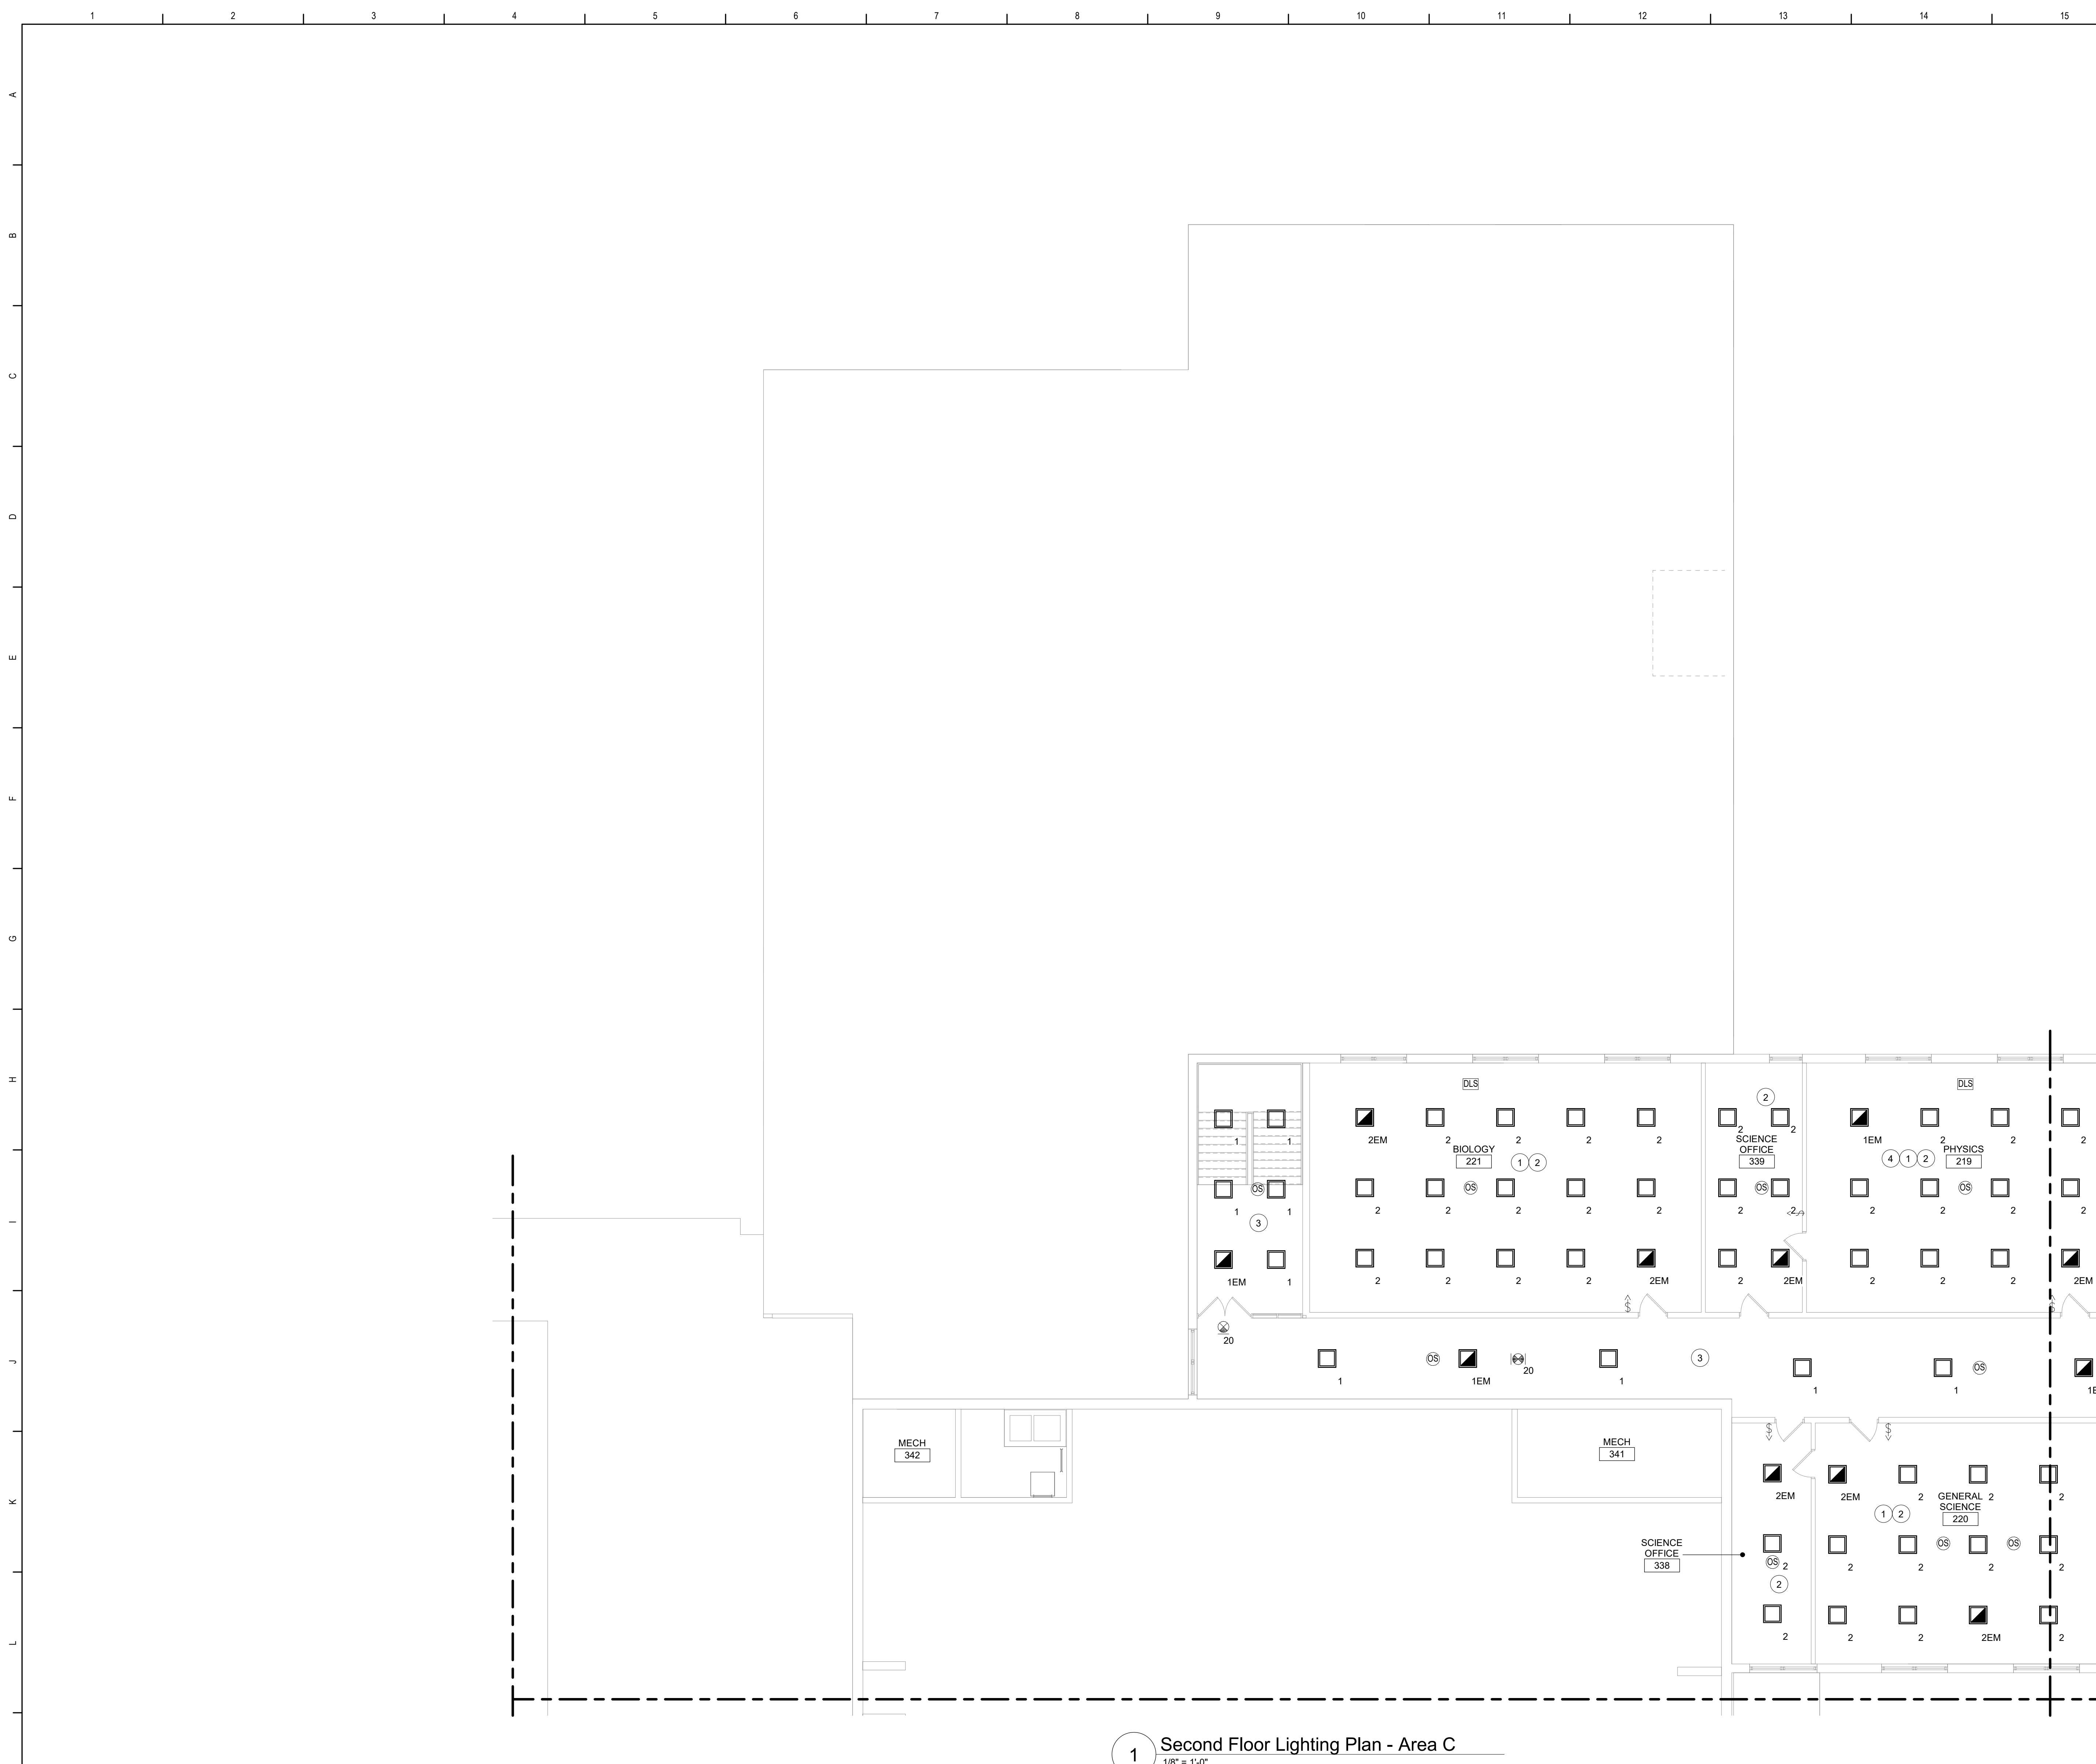 1 2 3 4 5 6 7 8 9 10 11 12 13 14 15
A
B
C
D
E
F
G
H
DLS DLS
2
1 1 2EM 2 2 2 2 2 2 1EM 2 2 2
BIOLOGY
221
1 2
SCIENCE
OFFICE
339
4 1 2
PHYSICS
219
OS OS OS OS
1 1 2 2 2 2 2 2 2 2 2 2 2
$
I
3
1EM 1 2 2 2 2 2EM 2 2EM 2 2 2 2EM
$ $
20
J
OS 20 3 OS
1 1EM 1 1 1 1E
$ $
MECH
342
MECH
341
K
2EM 2EM 2 2 2
GENERAL
SCIENCE
220
1 2
OS OS
SCIENCE
OFFICE
338
OS 2 2 2 2 2
2
L
2 2 2 2EM 2
1 Second Floor Lighting Plan - Area C
1/8" = 1'-0"